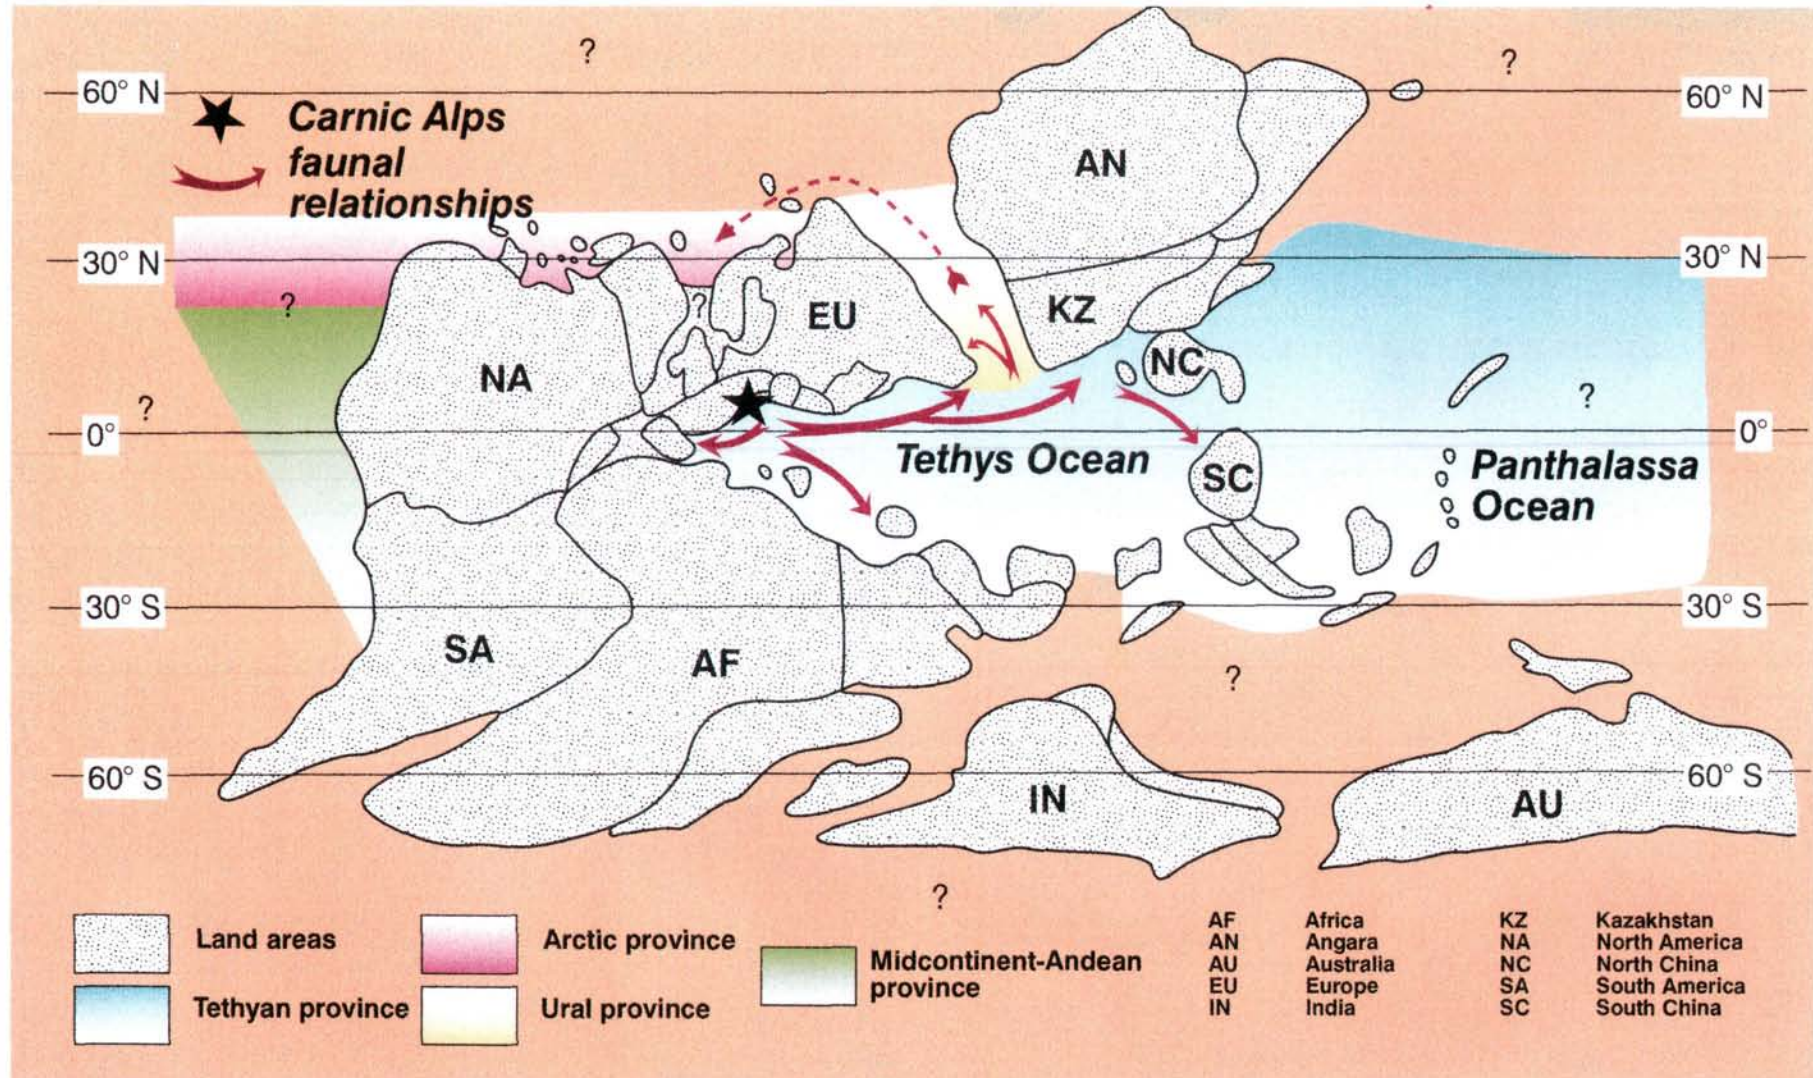 ?
?
60° N
60° N
Carnic Alps
faunal
relationships
AN
30° N
30° N
?
?
EU
KZ
NC
NA
?
?
0°
0°
Tethys Ocean
SC
Panthalassa
Ocean
30° S
30° S
SA
AF
?
60° S
60° S
IN
AU
?
Land areas
Arctic province
Midcontinent-Andean
province
Tethyan province
Ural province
AF Africa
AN Angara
AU Australia
EU Europe
IN India
KZ Kazakhstan
NA North America
NC North China
SA South America
SC South China